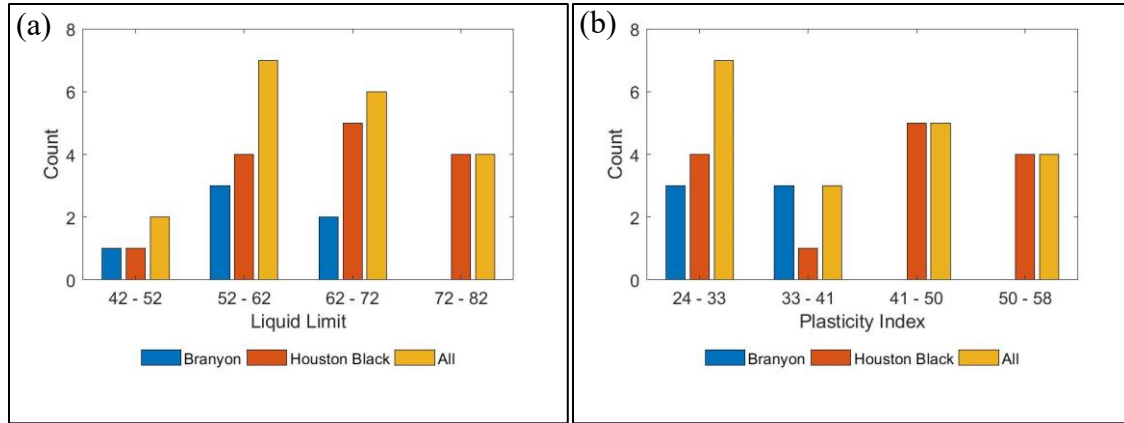 (a)
8
6
4
2
0
Count
42 - 52 52 - 62 62 - 72 72 - 82
Liquid Limit
Branyon Houston Black All
(b)
8
6
4
2
0
Count
24 - 33 33 - 41 41 - 50 50 - 58
Plasticity Index
Branyon Houston Black All